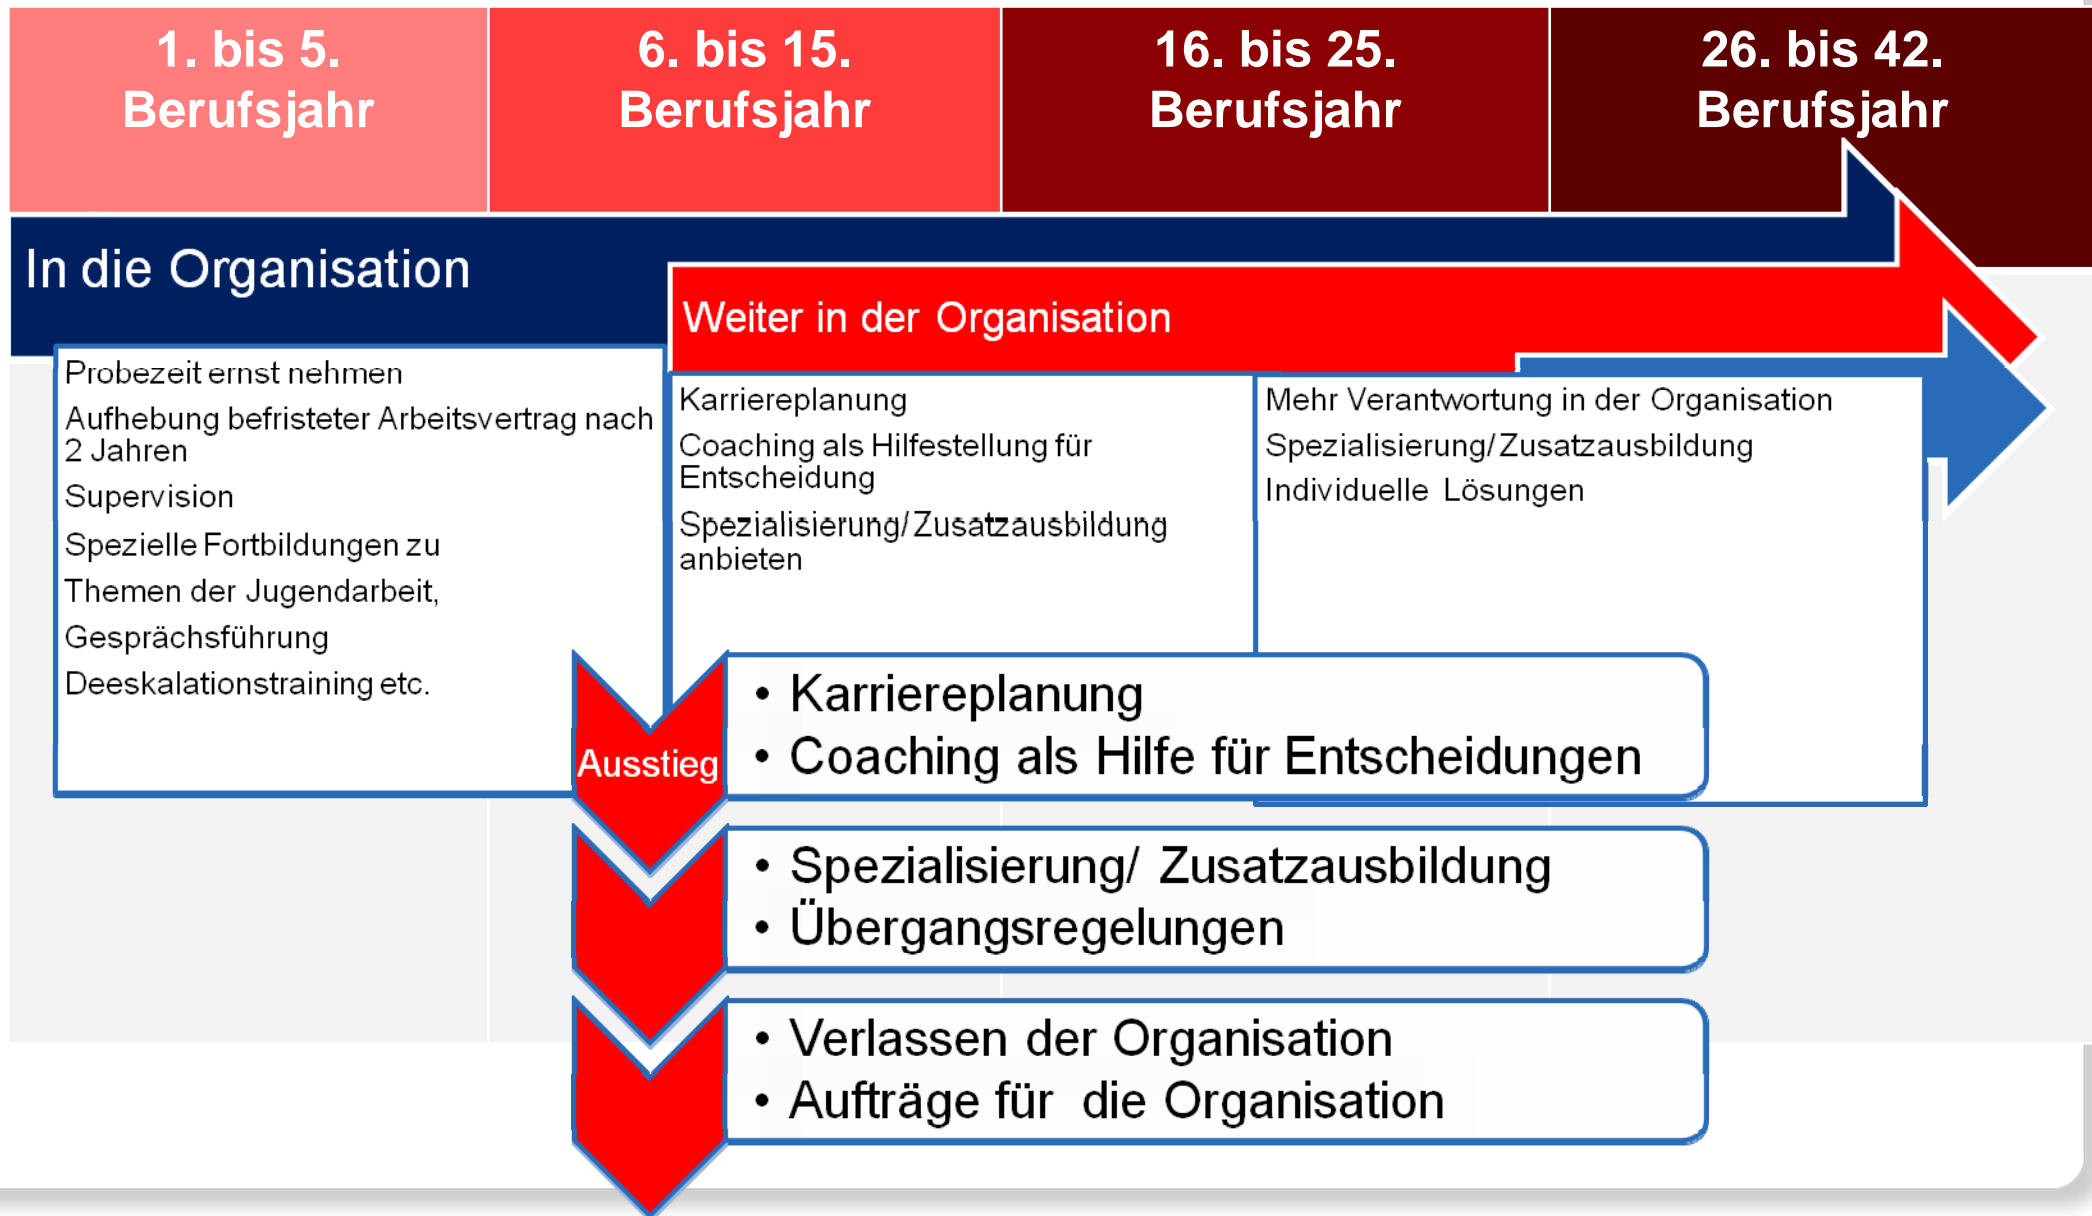 1. bis 5.
Berufsjahr
6. bis 15.
Berufsjahr
16. bis 25.
Berufsjahr
26. bis 42.
Berufsjahr
In die Organisation
Weiter in der Organisation
Probezeit ernst nehmen
Aufhebung befristeter Arbeitsvertrag nach
2 Jahren
Supervision
Spezielle Fortbildungen zu
Themen der Jugendarbeit,
Gesprächsführung
Deeskalationstraining etc.
Karriereplanung
Coaching als Hilfestellung für
Entscheidung
Spezialisierung/Zusatzausbildung
anbieten
Mehr Verantwortung in der Organisation
Spezialisierung/Zusatzausbildung
Individuelle Lösungen
Ausstieg
• Karriereplanung
• Coaching als Hilfe für Entscheidungen
• Spezialisierung/ Zusatzausbildung
• Übergangsregelungen
• Verlassen der Organisation
• Aufträge für die Organisation